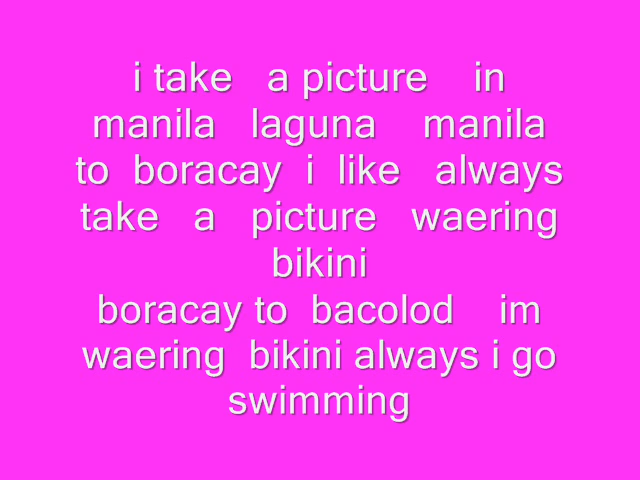 i take   a picture    in
manila   laguna    manila
to  boracay  i  like   always
take   a   picture   waering
bikini
boracay to  bacolod    im
waering  bikini always i go
swimming